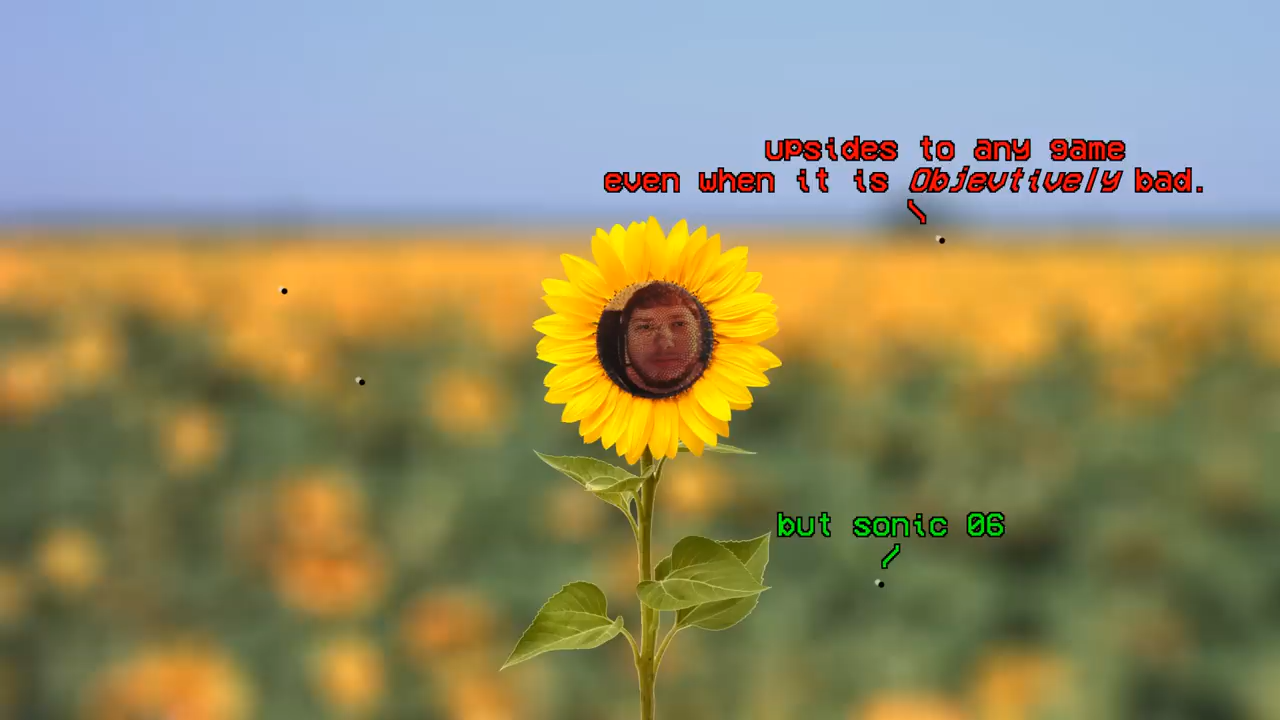 upsides to any game
even when it is Objevtively bad.
but sonic 06